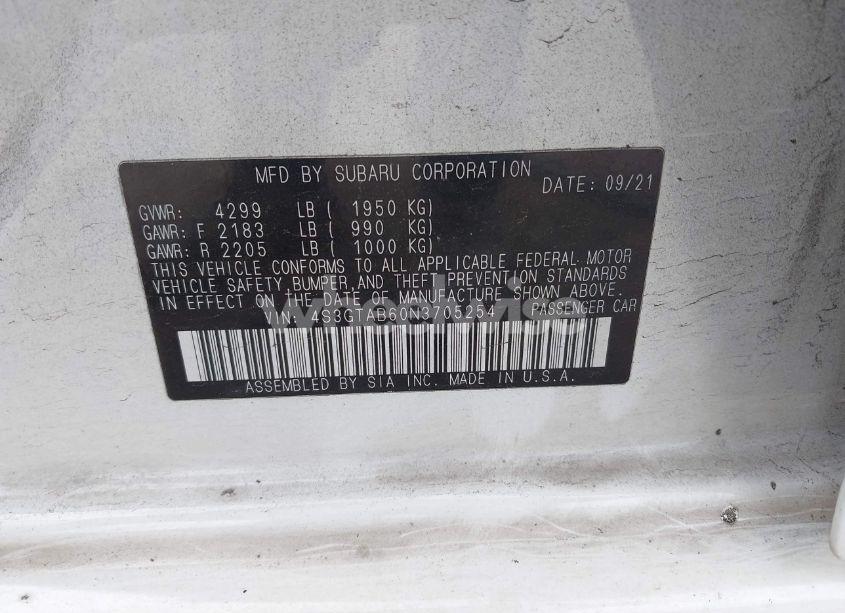 MFD BY SUBARU CORPORATION DATE: 09/21
GVWR: 4299 LB ( 1950 KG)
GAWR: F 2183 LB ( 990 KG)
GAWR: R 2205 LB ( 1000 KG)
THIS VEHICLE CONFORMS TO ALL APPLICABLE FEDERAL MOTOR
VEHICLE SAFETY, BUMPER, AND THEFT PREVENTION STANDARDS
IN EFFECT ON THE DATE OF MANUFACTURE SHOWN ABOVE.
VIN: 4S3GTAB60N3705254 PASSENGER CAR
ASSEMBLED BY SIA INC. MADE IN U.S.A.
wheelwise